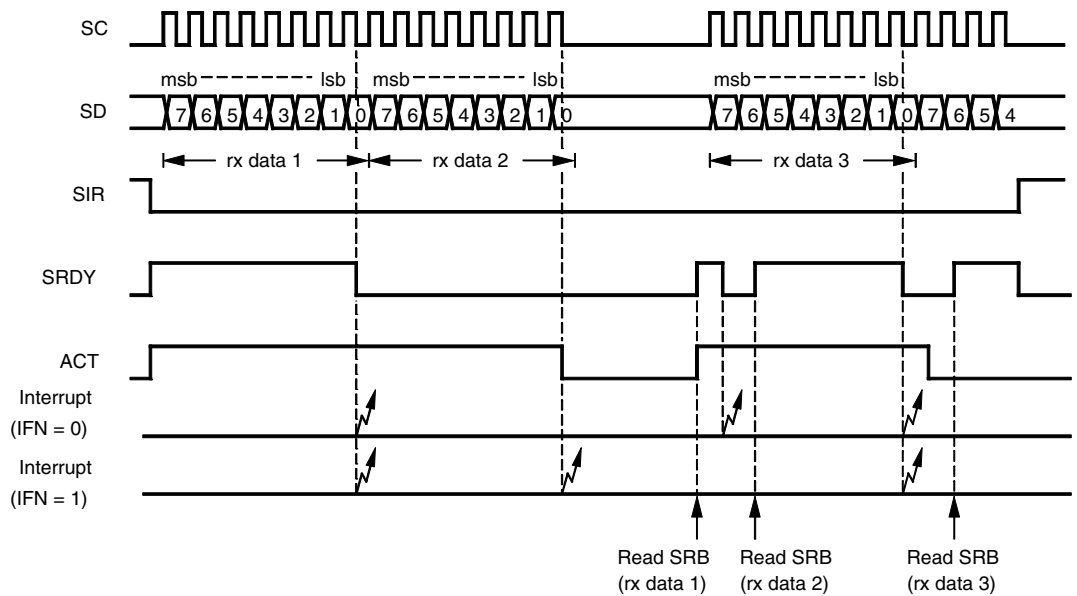 SC
msb lsb msb lsb msb lsb
SD 7 6 5 4 3 2 1 0 7 6 5 4 3 2 1 0 7 6 5 4 3 2 1 0 7 6 5 4
rx data 1 rx data 2 rx data 3
SIR
SRDY
ACT
Interrupt
(IFN = 0)
Interrupt
(IFN = 1)
Read SRB
(rx data 1)
Read SRB
(rx data 2)
Read SRB
(rx data 3)